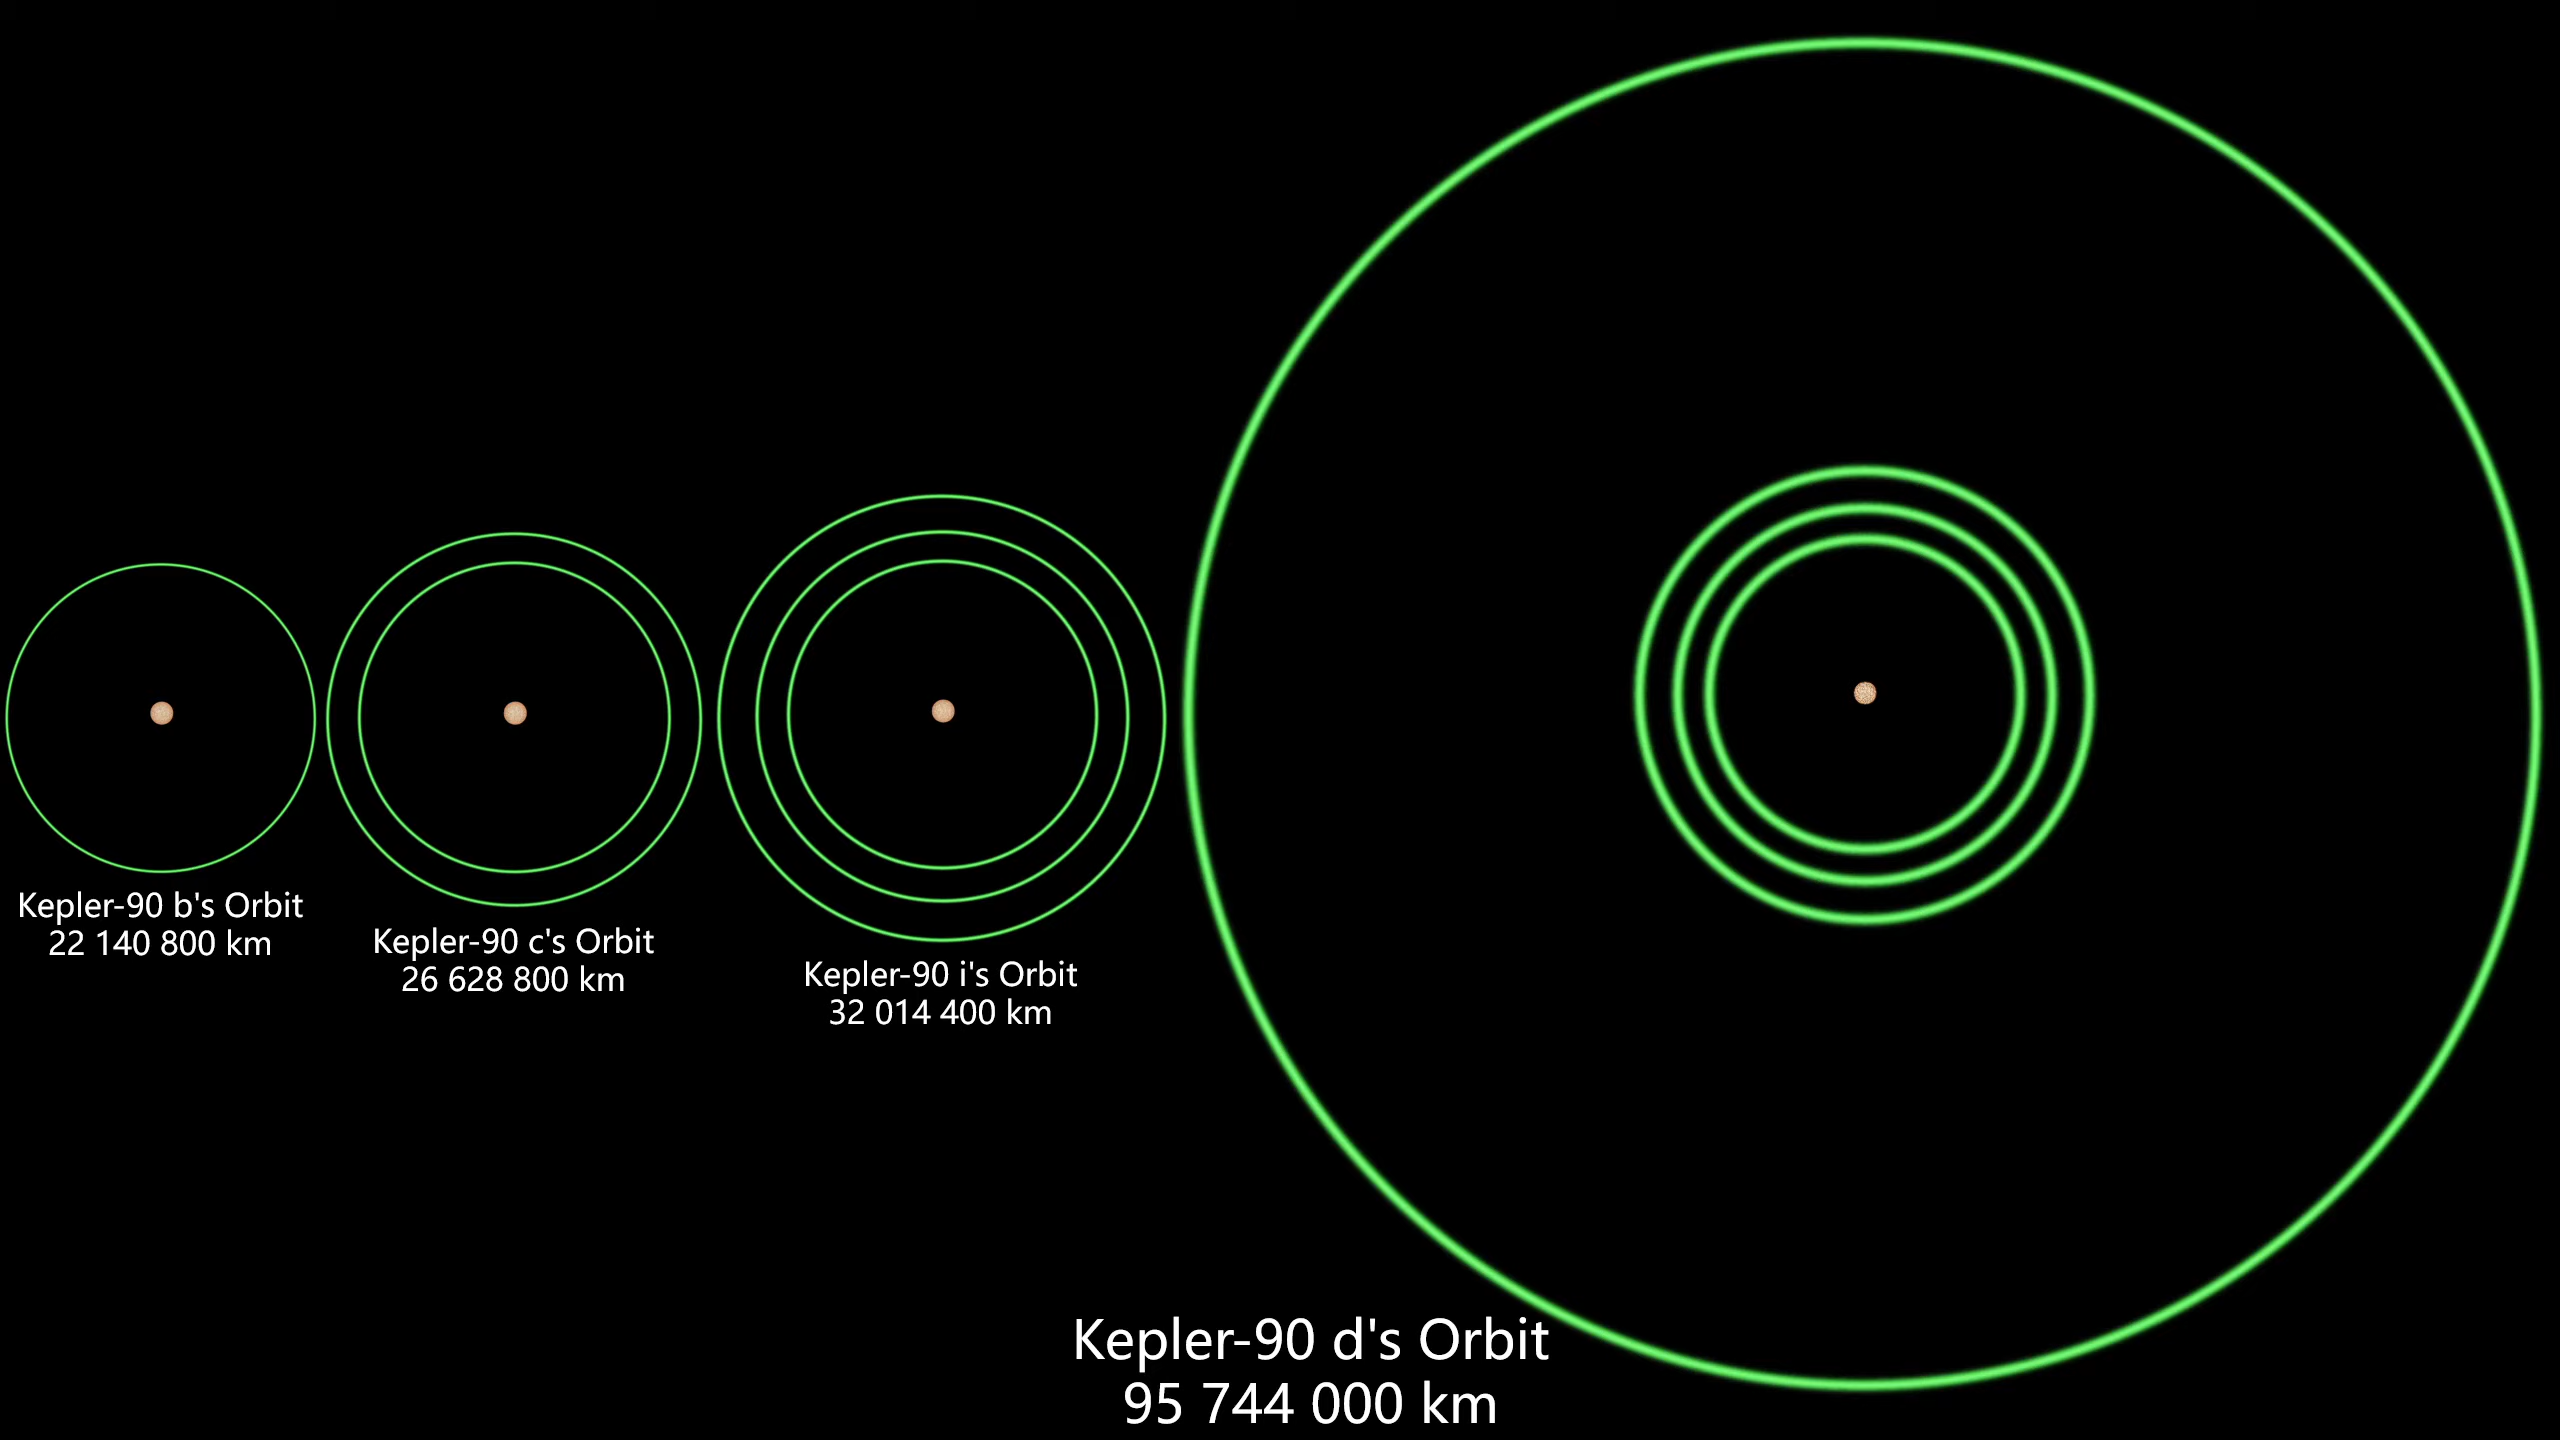 Kepler-90 b's Orbit
22 140 800 km
Kepler-90 c's Orbit
26 628 800 km
Kepler-90 i's Orbit
32 014 400 km
Kepler-90 d's Orbit
95 744 000 km